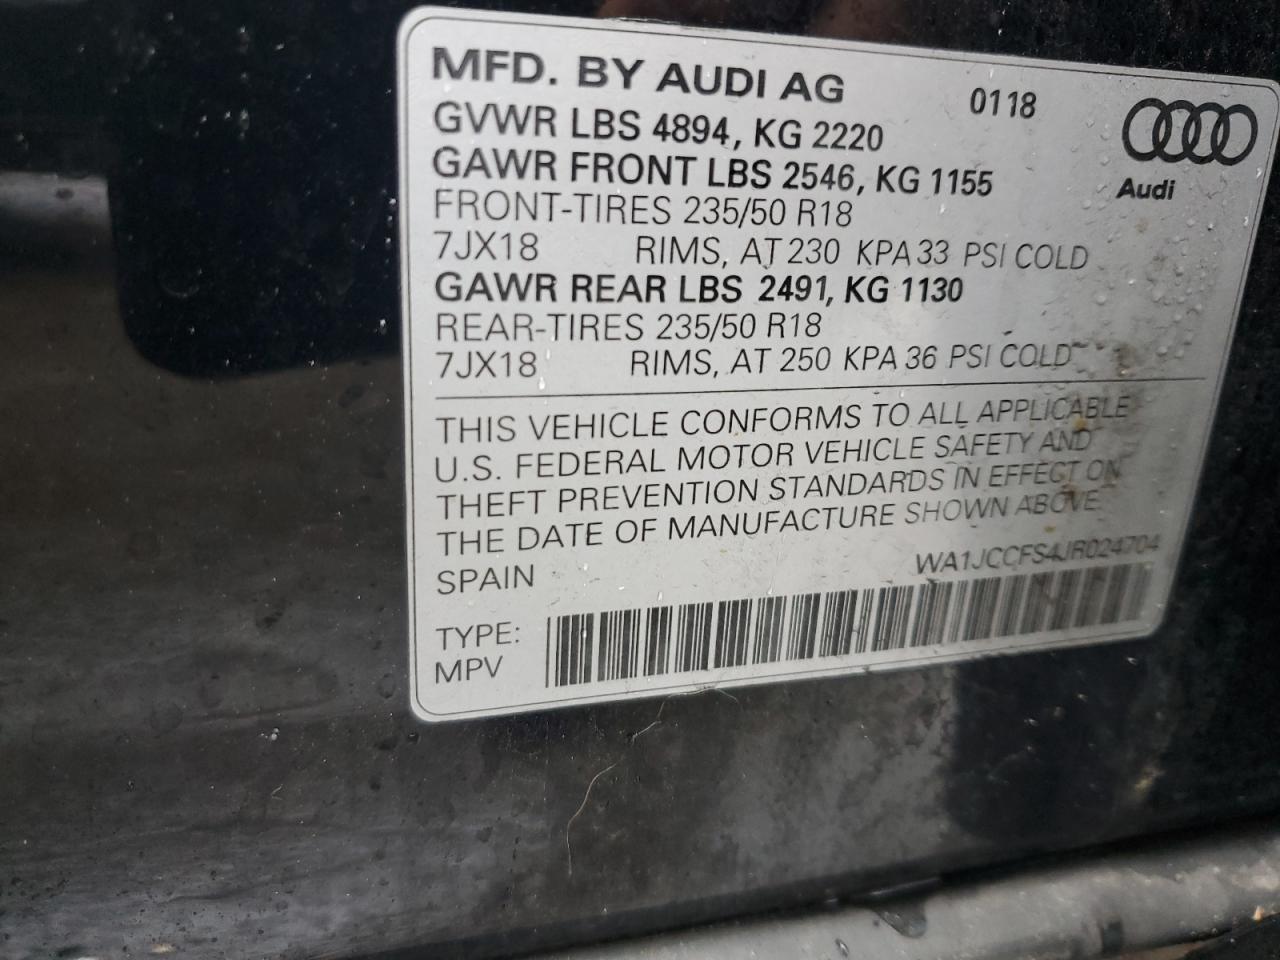 MFD. BY AUDI AG 0118
GVWR LBS 4894, KG 2220
GAWR FRONT LBS 2546, KG 1155
Audi
FRONT-TIRES 235/50 R18
7JX18 RIMS, AT 230 KPA 33 PSI COLD
GAWR REAR LBS 2491, KG 1130
REAR-TIRES 235/50 R18
7JX18 RIMS, AT 250 KPA 36 PSI COLD
THIS VEHICLE CONFORMS TO ALL APPLICABLE
U.S. FEDERAL MOTOR VEHICLE SAFETY AND
THEFT PREVENTION STANDARDS IN EFFECT ON
THE DATE OF MANUFACTURE SHOWN ABOVE
SPAIN WA1JCCFS4JR024704
TYPE:
MPV